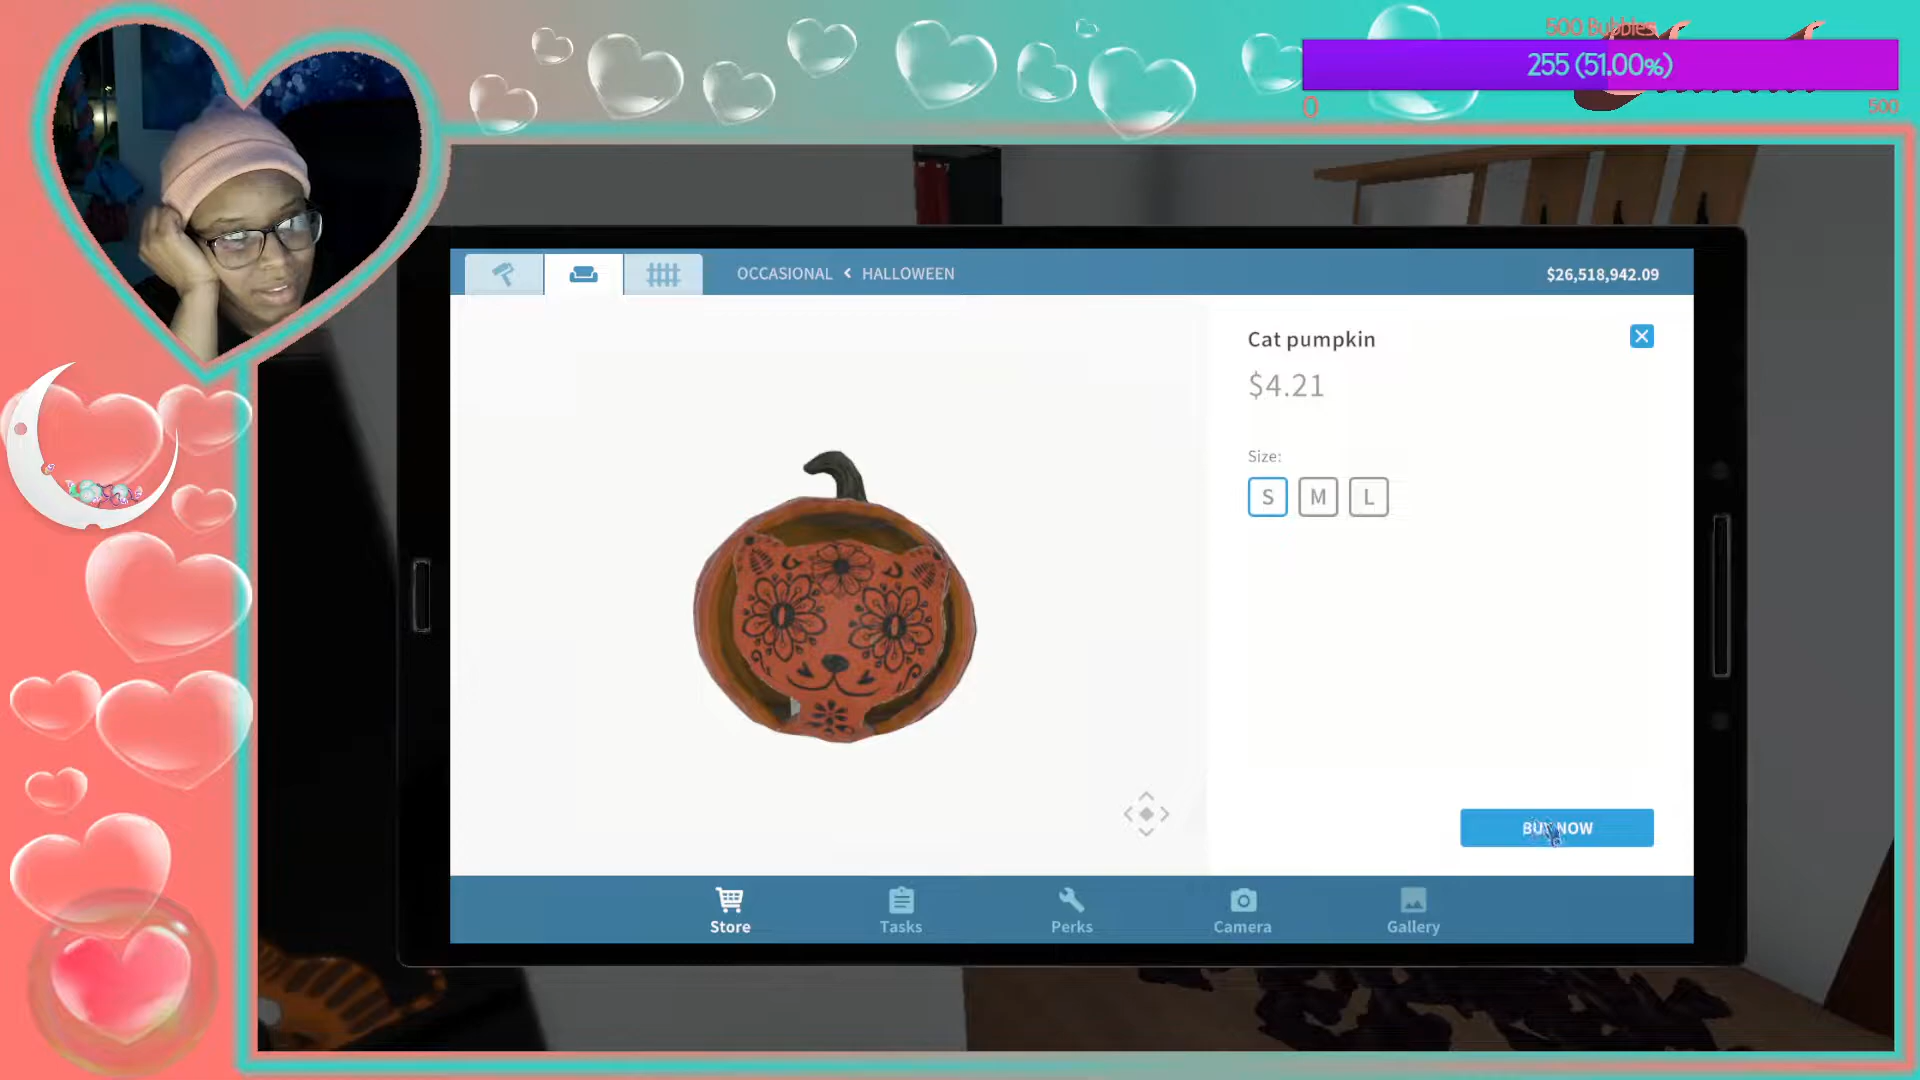 500 Bubbles
255 (51.00%)
0
500
OCCASIONAL < HALLOWEEN
$26,518,942.09
Cat pumpkin
$4.21
Size:
S M L
BUY NOW
Store
Tasks
Perks
Camera
Gallery